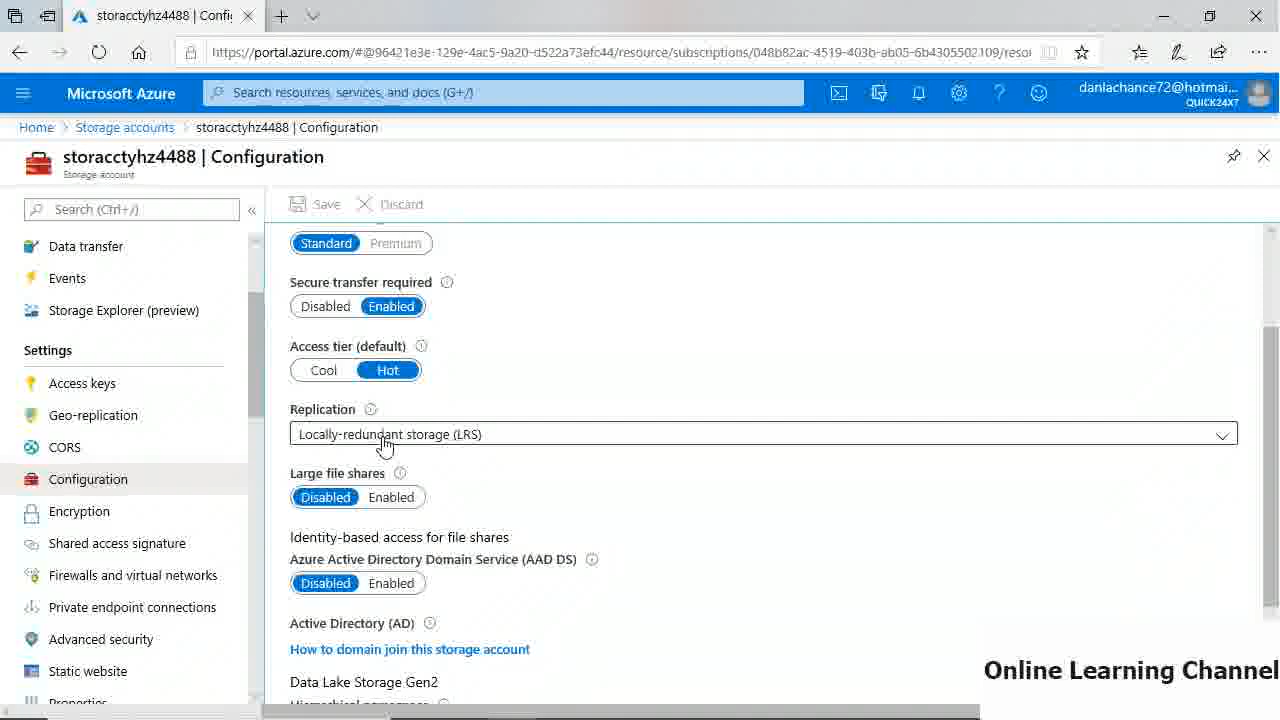 storacctyhz4488 | Confi
https://portal.azure.com/#@96421e3e-129e-4ac5-9a20-d522a73efc44/resource/subscriptions/048b82ac-4519-403b-ab05-6b4305502109/resou
Microsoft Azure
Search resources, services, and docs (G+/)
danlachance72@hotmai...
QUICK24X7
Home > Storage accounts > storacctyhz4488 | Configuration
storacctyhz4488 | Configuration
Storage account
Search (Ctrl+/)
«
Save
Discard
Data transfer
Events
Storage Explorer (preview)
Settings
Access keys
Geo-replication
CORS
Configuration
Encryption
Shared access signature
Firewalls and virtual networks
Private endpoint connections
Advanced security
Static website
Properties
Standard Premium
Secure transfer required
Disabled Enabled
Access tier (default)
Cool Hot
Replication
Locally-redundant storage (LRS)
Large file shares
Disabled Enabled
Identity-based access for file shares
Azure Active Directory Domain Service (AAD DS)
Disabled Enabled
Active Directory (AD)
How to domain join this storage account
Data Lake Storage Gen2
Hierarchical namespace
Online Learning Channel